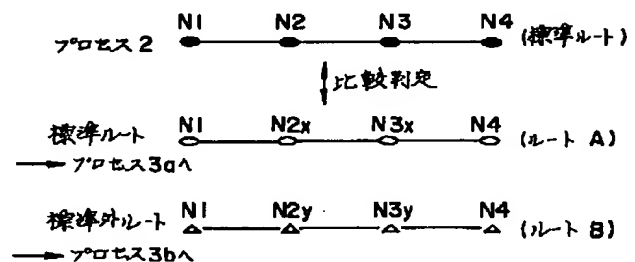 N1 N2 N3 N4
プロセス2 (標準ルート)
比較判定
標準ルート N1 N2x N3x N4 (ルート A)
→ プロセス3aへ
標準外ルート N1 N2y N3y N4 (ルート B)
→ プロセス3bへ